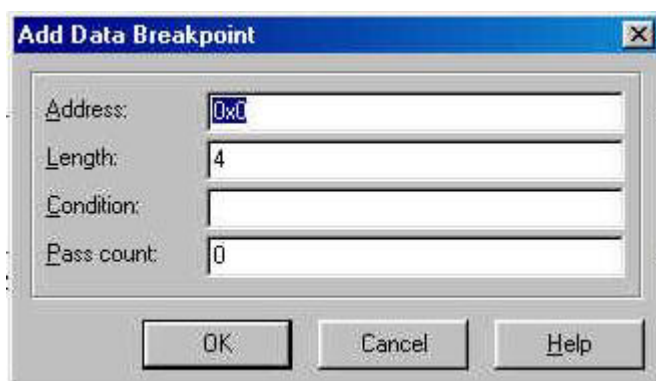 Add Data Breakpoint
Address: 0x0
Length: 4
Condition:
Pass count: 0
OK Cancel Help